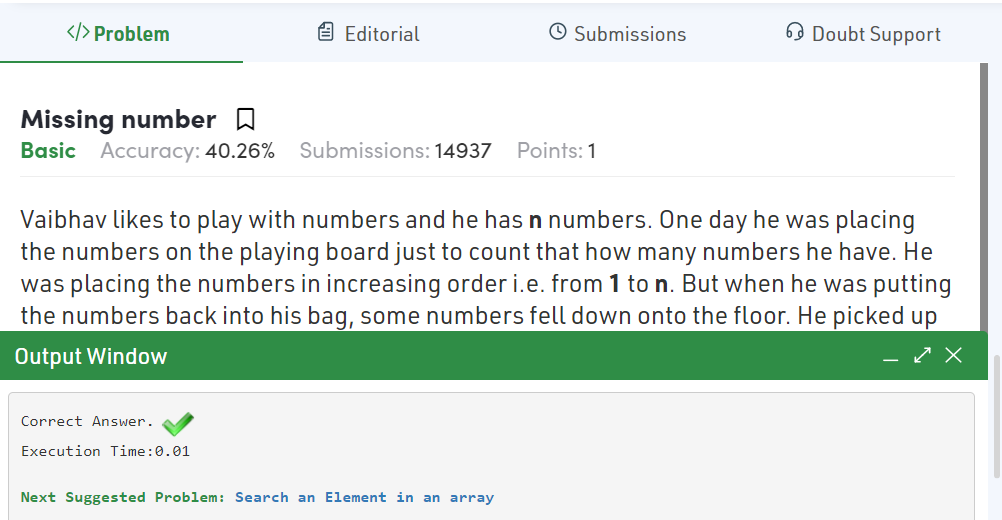 </> Problem Editorial Submissions Doubt Support
Missing number
Basic Accuracy: 40.26% Submissions: 14937 Points: 1
Vaibhav likes to play with numbers and he has n numbers. One day he was placing
the numbers on the playing board just to count that how many numbers he have. He
was placing the numbers in increasing order i.e. from 1 to n. But when he was putting
the numbers back into his bag, some numbers fell down onto the floor. He picked up
Output Window
Correct Answer.
Execution Time:0.01
Next Suggested Problem: Search an Element in an array